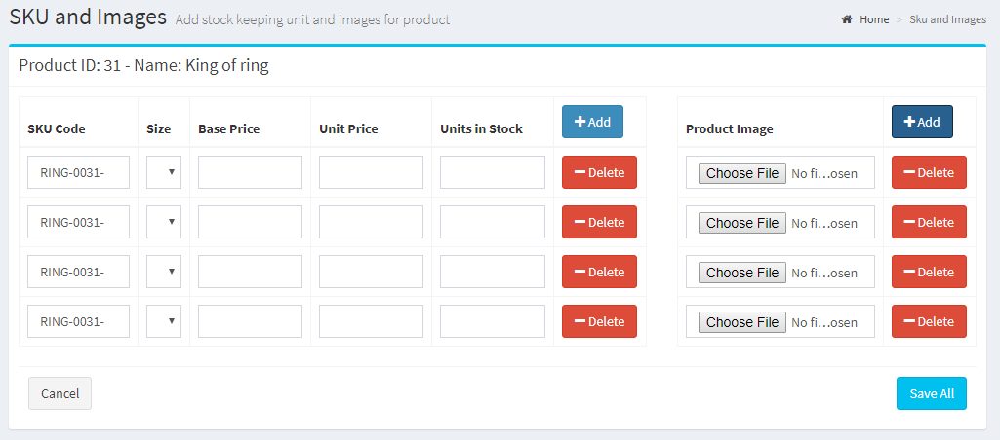 SKU and Images Add stock keeping unit and images for product
Home > Sku and Images
Product ID: 31 - Name: King of ring
SKU Code Size Base Price Unit Price Units in Stock Add Product Image Add
RING-0031- Delete Choose File No fi...osen Delete
RING-0031- Delete Choose File No fi...osen Delete
RING-0031- Delete Choose File No fi...osen Delete
RING-0031- Delete Choose File No fi...osen Delete
Cancel Save All